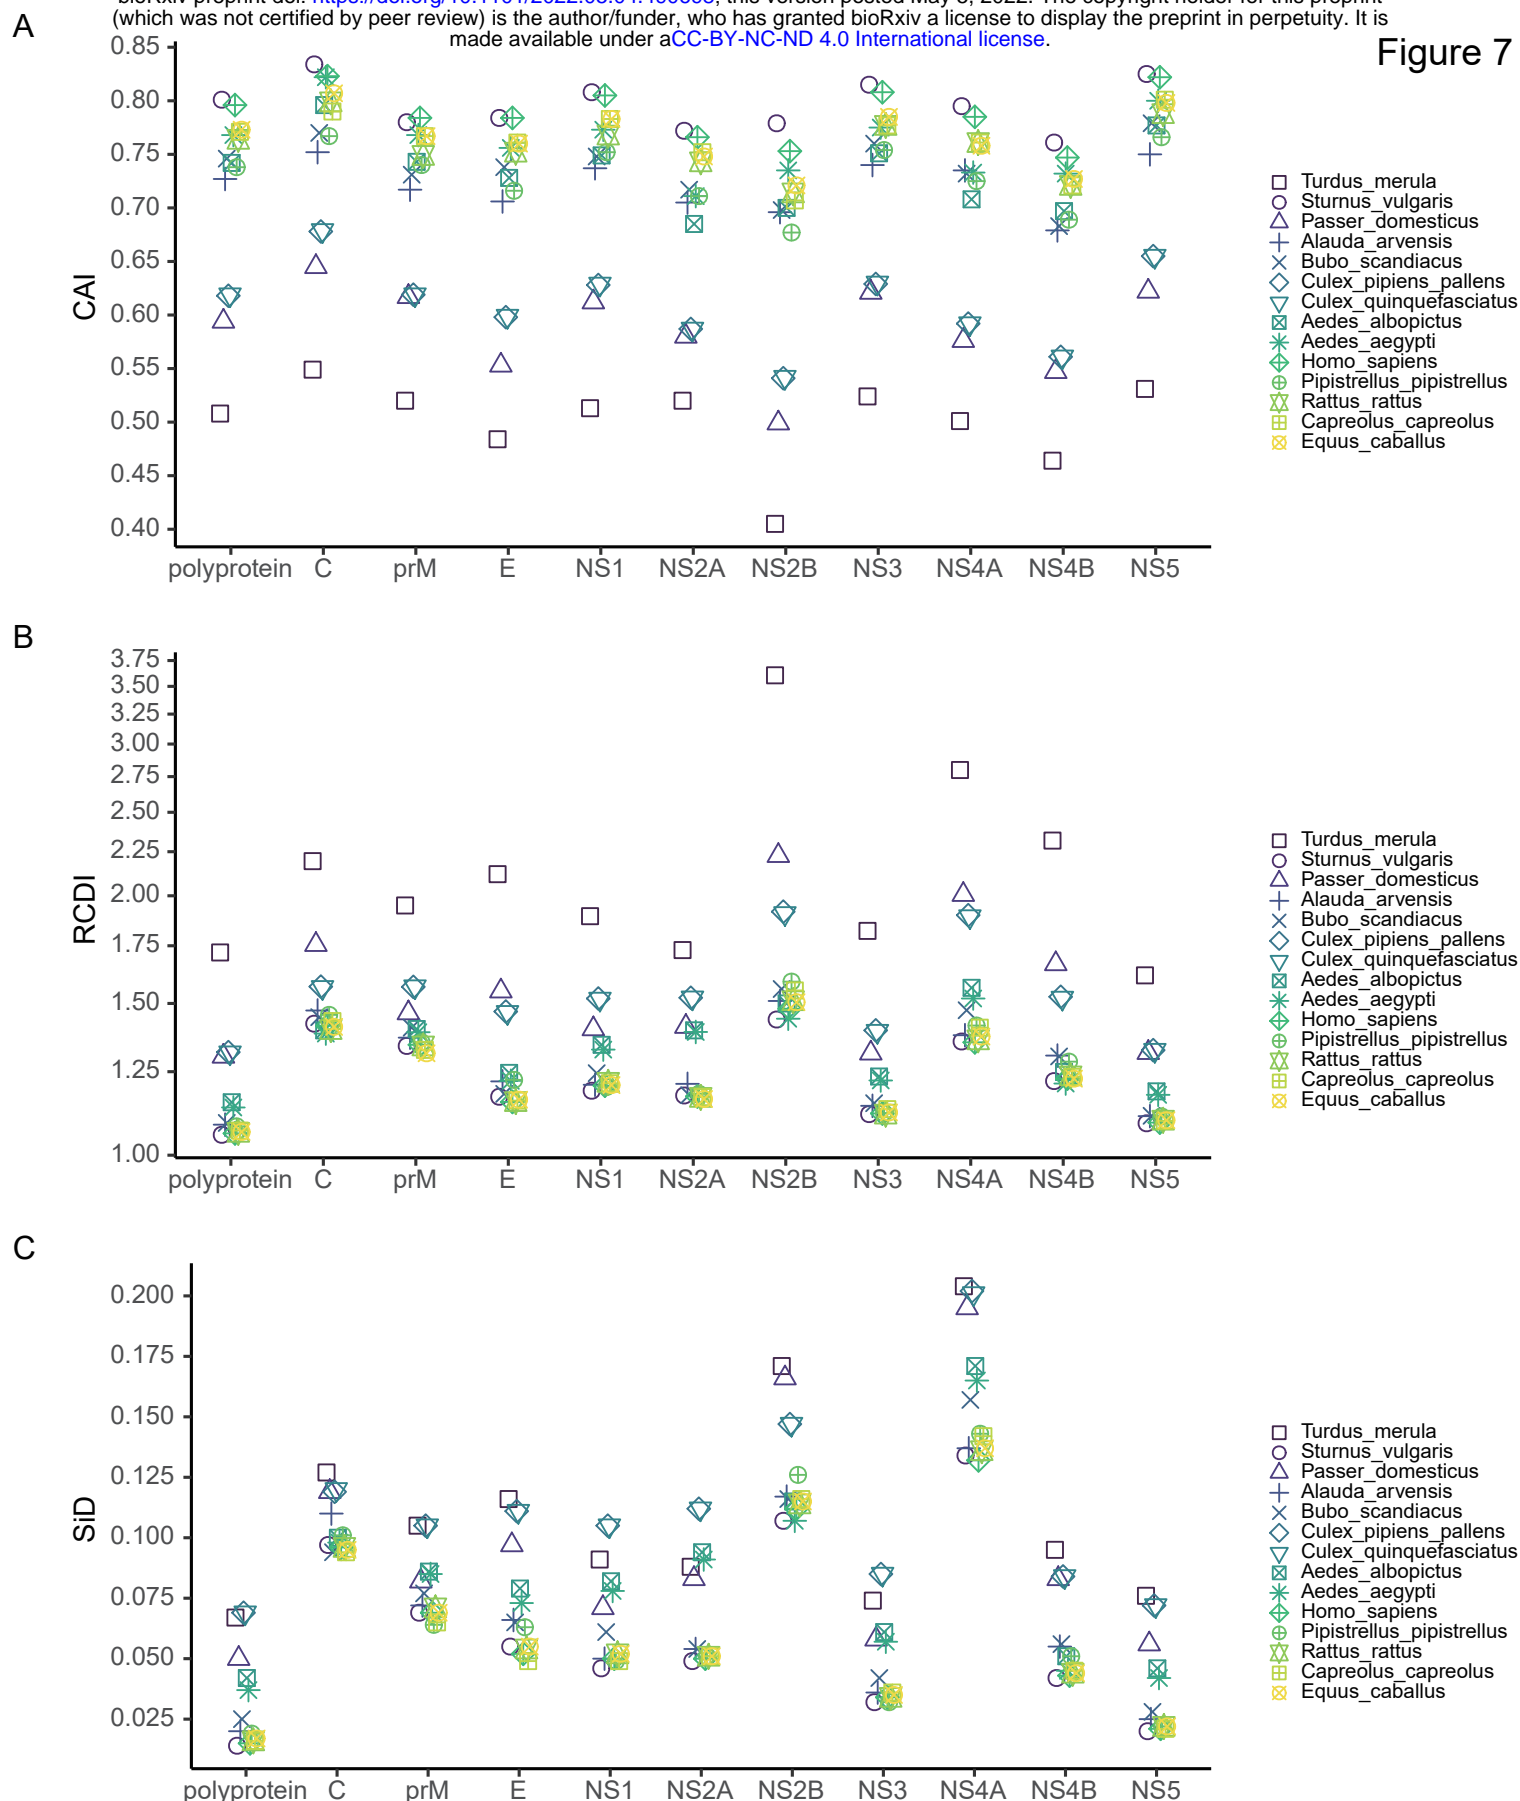 (which was not certified by peer review) is the author/funder, who has granted bioRxiv a license to display the preprint in perpetuity. It is
made available under aCC-BY-NC-ND 4.0 International license.
Figure 7
A
CAI
0.85
0.80
0.75
0.70
0.65
0.60
0.55
0.50
0.45
0.40
polyprotein C prM E NS1 NS2A NS2B NS3 NS4A NS4B NS5
Turdus_merula
Sturnus_vulgaris
Passer_domesticus
Alauda_arvensis
Bubo_scandiacus
Culex_pipiens_pallens
Culex_quinquefasciatus
Aedes_albopictus
Aedes_aegypti
Homo_sapiens
Pipistrellus_pipistrellus
Rattus_rattus
Capreolus_capreolus
Equus_caballus
B
RCDI
3.75
3.50
3.25
3.00
2.75
2.50
2.25
2.00
1.75
1.50
1.25
1.00
polyprotein C prM E NS1 NS2A NS2B NS3 NS4A NS4B NS5
Turdus_merula
Sturnus_vulgaris
Passer_domesticus
Alauda_arvensis
Bubo_scandiacus
Culex_pipiens_pallens
Culex_quinquefasciatus
Aedes_albopictus
Aedes_aegypti
Homo_sapiens
Pipistrellus_pipistrellus
Rattus_rattus
Capreolus_capreolus
Equus_caballus
C
SiD
0.200
0.175
0.150
0.125
0.100
0.075
0.050
0.025
polyprotein C prM E NS1 NS2A NS2B NS3 NS4A NS4B NS5
Turdus_merula
Sturnus_vulgaris
Passer_domesticus
Alauda_arvensis
Bubo_scandiacus
Culex_pipiens_pallens
Culex_quinquefasciatus
Aedes_albopictus
Aedes_aegypti
Homo_sapiens
Pipistrellus_pipistrellus
Rattus_rattus
Capreolus_capreolus
Equus_caballus